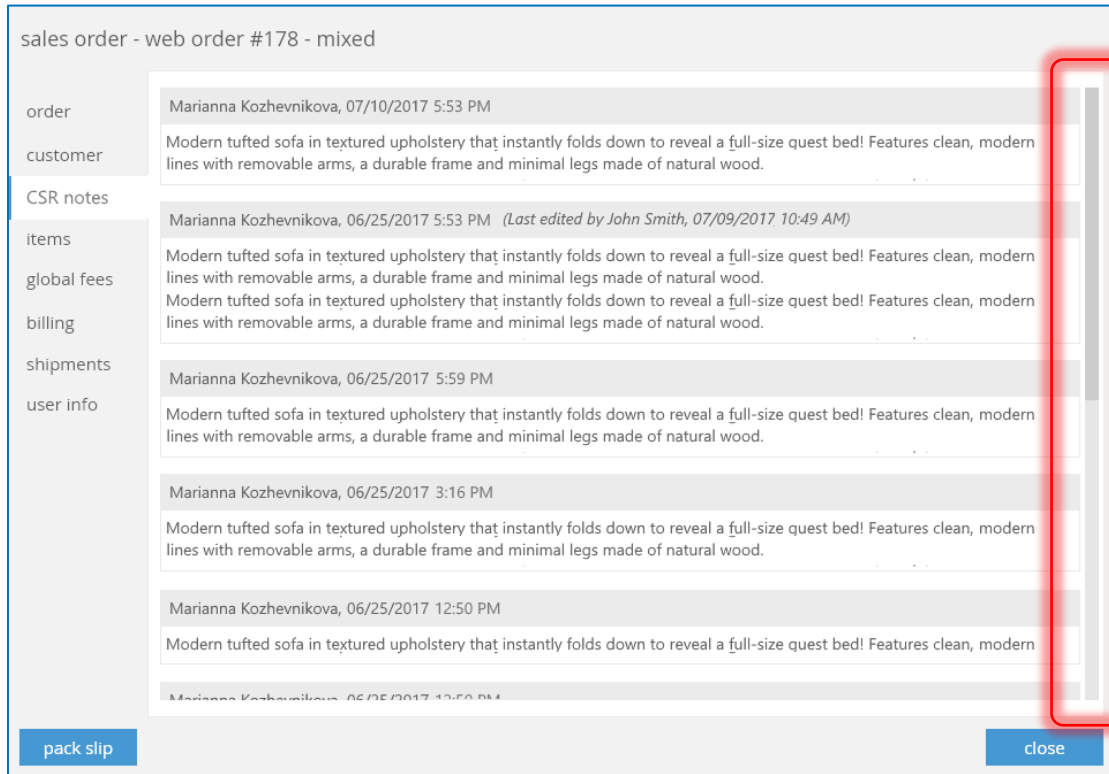 sales order - web order #178 - mixed
order
customer
CSR notes
items
global fees
billing
shipments
user info
Marianna Kozhevnikova, 07/10/2017 5:53 PM
Modern tufted sofa in textured upholstery that instantly folds down to reveal a full-size guest bed! Features clean, modern
lines with removable arms, a durable frame and minimal legs made of natural wood.
Marianna Kozhevnikova, 06/25/2017 5:53 PM (Last edited by John Smith, 07/09/2017 10:49 AM)
Modern tufted sofa in textured upholstery that instantly folds down to reveal a full-size guest bed! Features clean, modern
lines with removable arms, a durable frame and minimal legs made of natural wood.
Modern tufted sofa in textured upholstery that instantly folds down to reveal a full-size guest bed! Features clean, modern
lines with removable arms, a durable frame and minimal legs made of natural wood.
Marianna Kozhevnikova, 06/25/2017 5:59 PM
Modern tufted sofa in textured upholstery that instantly folds down to reveal a full-size guest bed! Features clean, modern
lines with removable arms, a durable frame and minimal legs made of natural wood.
Marianna Kozhevnikova, 06/25/2017 3:16 PM
Modern tufted sofa in textured upholstery that instantly folds down to reveal a full-size guest bed! Features clean, modern
lines with removable arms, a durable frame and minimal legs made of natural wood.
Marianna Kozhevnikova, 06/25/2017 12:50 PM
Modern tufted sofa in textured upholstery that instantly folds down to reveal a full-size guest bed! Features clean, modern
Marianna Kozhevnikova, 06/25/2017 12:50 PM
pack slip
close